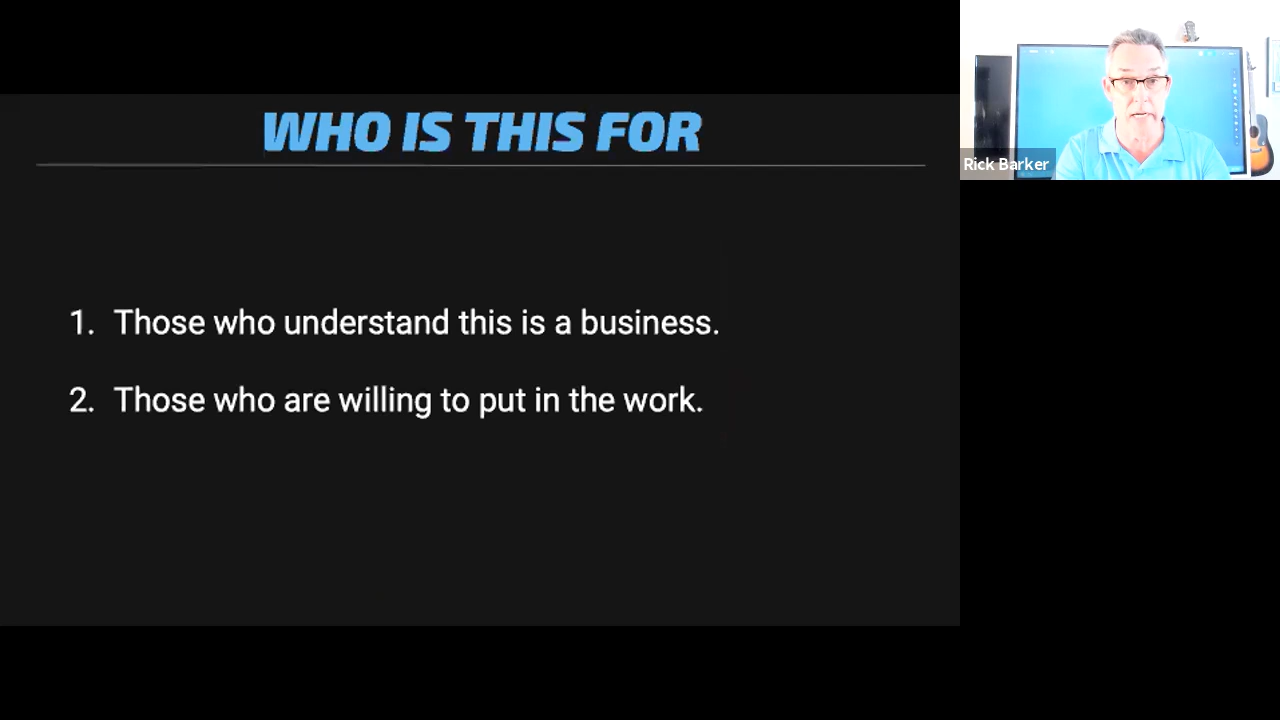 WHO IS THIS FOR
Rick Barker
1. Those who understand this is a business.
2. Those who are willing to put in the work.